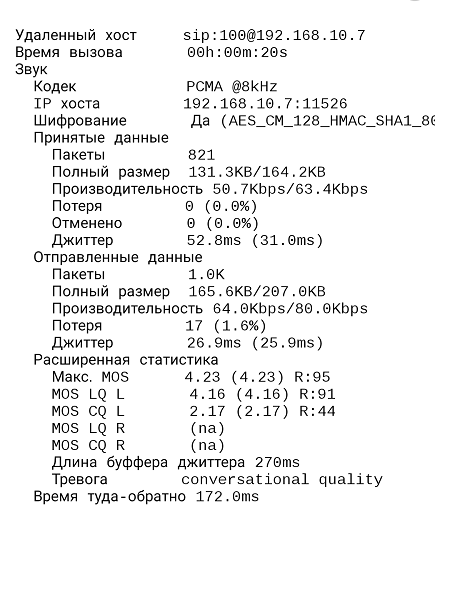 Удаленный хост sip:100@192.168.10.7
Время вызова 00h:00m:20s
Звук
Кодек PCMA @8kHz
IP хоста 192.168.10.7:11526
Шифрование Да (AES_CM_128_HMAC_SHA1_80
Принятые данные
Пакеты 821
Полный размер 131.3KB/164.2KB
Производительность 50.7Kbps/63.4Kbps
Потеря 0 (0.0%)
Отменено 0 (0.0%)
Джиттер 52.8ms (31.0ms)
Отправленные данные
Пакеты 1.0K
Полный размер 165.6KB/207.0KB
Производительность 64.0Kbps/80.0Kbps
Потеря 17 (1.6%)
Джиттер 26.9ms (25.9ms)
Расширенная статистика
Макс. MOS 4.23 (4.23) R:95
MOS LQ L 4.16 (4.16) R:91
MOS CQ L 2.17 (2.17) R:44
MOS LQ R (na)
MOS CQ R (na)
Длина буффера джиттера 270ms
Тревога conversational quality
Время туда-обратно 172.0ms